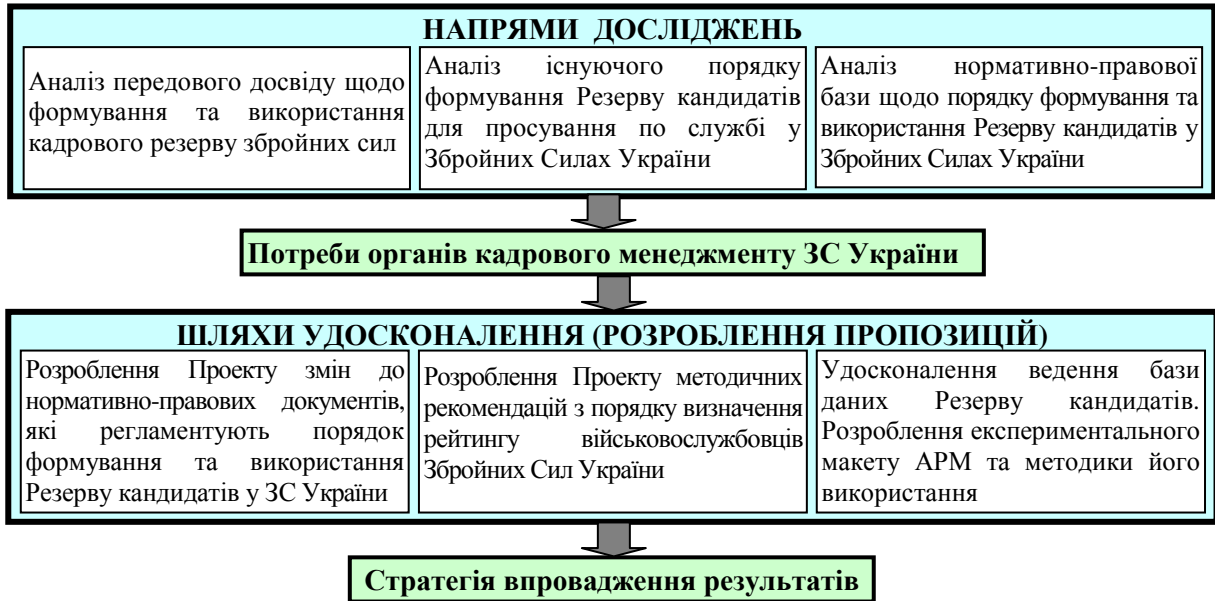 НАПРЯМИ ДОСЛІДЖЕНЬ
Аналіз передового досвіду щодо
формування та використання
кадрового резерву збройних сил
Аналіз існуючого порядку
формування Резерву кандидатів
для просування по службі у
Збройних Силах України
Аналіз нормативно-правової
бази щодо порядку формування та
використання Резерву кандидатів у
Збройних Силах України
Потреби органів кадрового менеджменту ЗС України
ШЛЯХИ УДОСКОНАЛЕННЯ (РОЗРОБЛЕННЯ ПРОПОЗИЦІЙ)
Розроблення Проекту змін до
нормативно-правових документів,
які регламентують порядок
формування та використання
Резерву кандидатів у ЗС України
Розроблення Проекту методичних
рекомендацій з порядку визначення
рейтингу військовослужбовців
Збройних Сил України
Удосконалення ведення бази
даних Резерву кандидатів.
Розроблення експериментального
макету АРМ та методики його
використання
Стратегія впровадження результатів